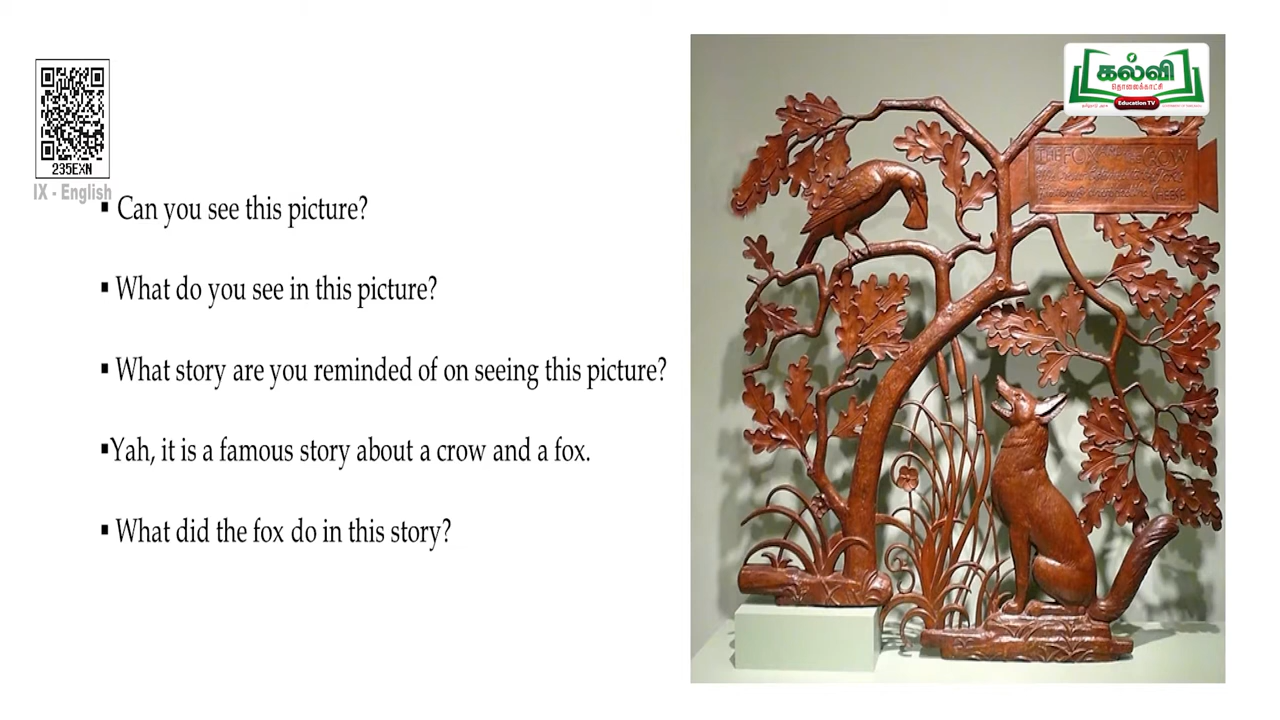 235EXN
IX - English
▪ Can you see this picture?
▪ What do you see in this picture?
▪ What story are you reminded of on seeing this picture?
▪Yah, it is a famous story about a crow and a fox.
▪ What did the fox do in this story?
கல்வி
தொலைக்காட்சி
Education TV
THE FOX
CHEESE